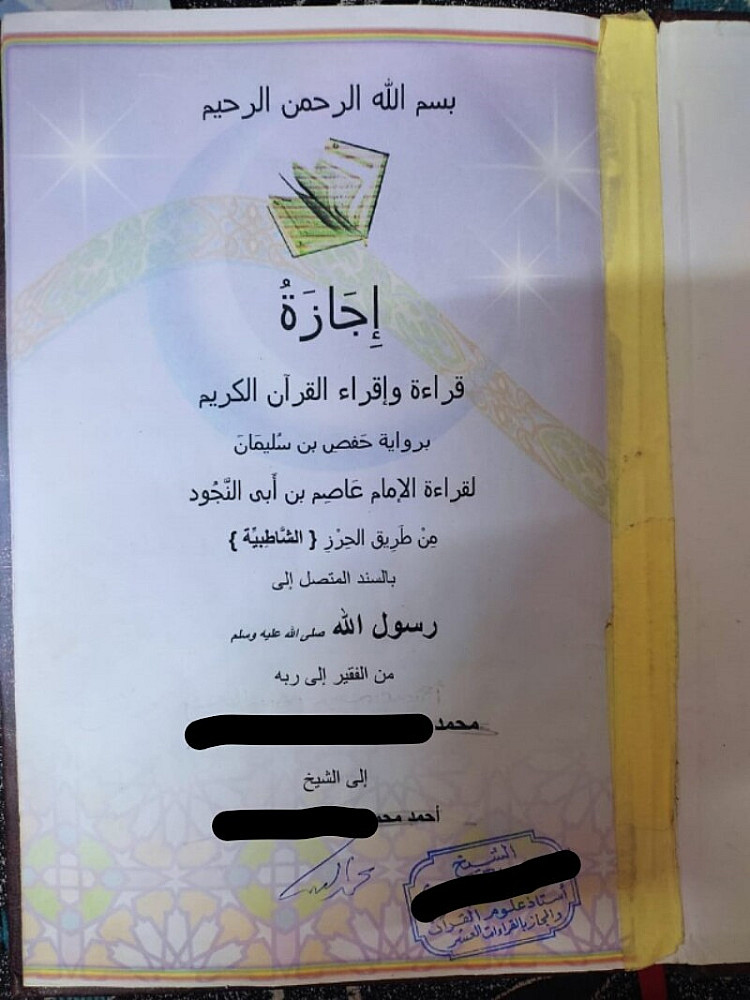 بسم الله الرحمن الرحيم
إِجَازَةُ
قراءة وإقراء القرآن الكريم
برواية حَفصِ بن سُليمَانَ
لقراءة الإمام عَاصِم بن أَبى النَّجُود
مِنْ طَرِيق الحِرْزِ { الشَّاطِبيِّة }
بالسند المتصل إلى
رسول الله صلى الله عليه وسلم
من الفقير إلى ربه
محمد
إلى الشيخ
أحمد
الشيخ
أستاذ علوم القرآن
والمجاز بالقراءات العشر